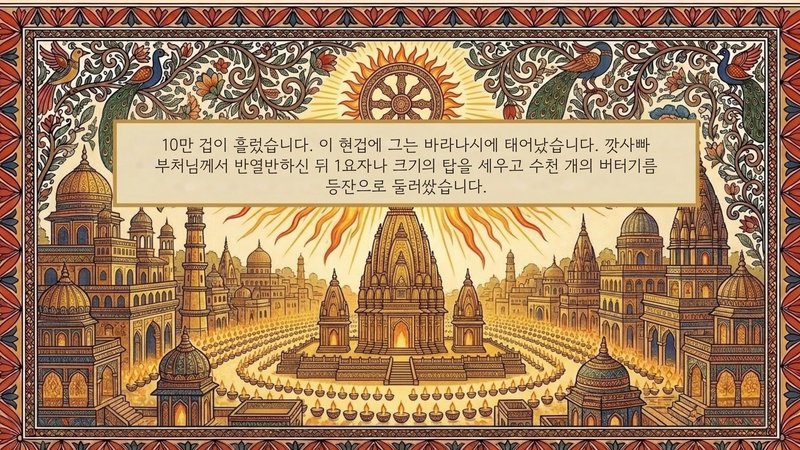 10만 겁이 흘렀습니다. 이 현겁에 그는 바라나시에 태어났습니다. 깟사빠
부처님께서 반열반하신 뒤 1요자나 크기의 탑을 세우고 수천 개의 버터기름
등잔으로 둘러쌌습니다.